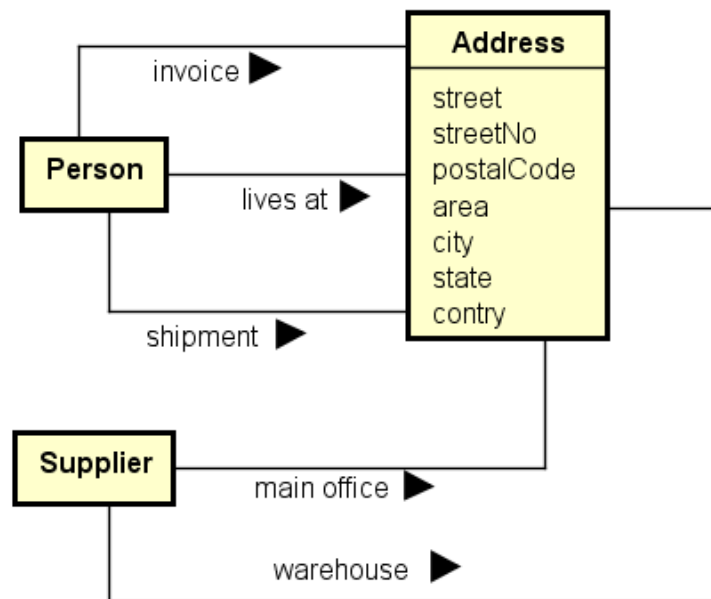 Address
invoice
street
streetNo
Person
postalCode
lives at
area
city
state
contry
shipment
Supplier
main office
warehouse